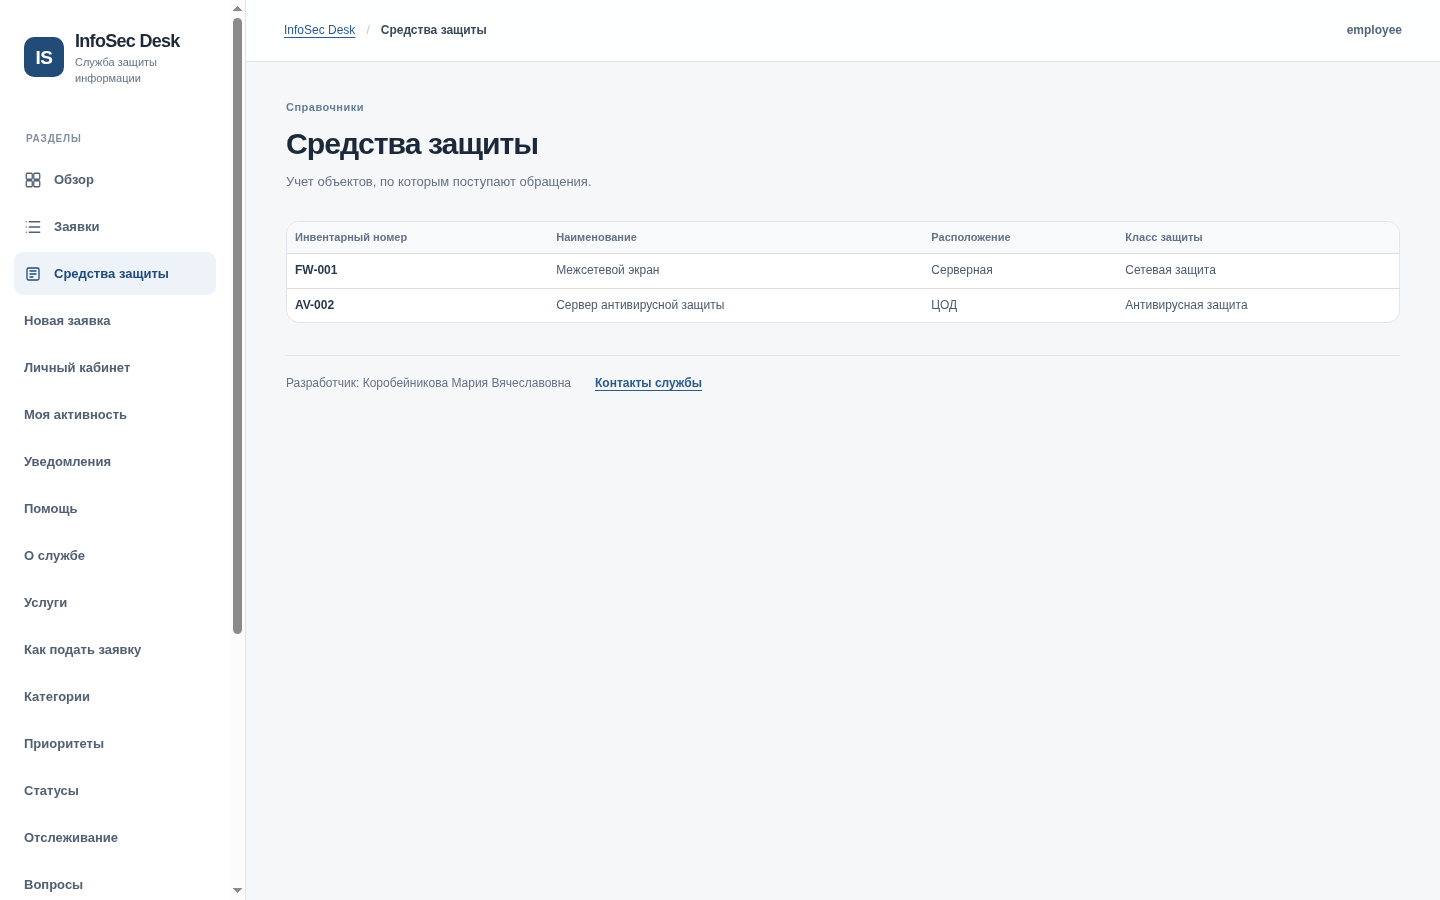 IS
InfoSec Desk
Служба защиты
информации
РАЗДЕЛЫ
Обзор
Заявки
Средства защиты
Новая заявка
Личный кабинет
Моя активность
Уведомления
Помощь
О службе
Услуги
Как подать заявку
Категории
Приоритеты
Статусы
Отслеживание
Вопросы
InfoSec Desk / Средства защиты
employee
Справочники
Средства защиты
Учет объектов, по которым поступают обращения.
Инвентарный номер Наименование Расположение Класс защиты
FW-001 Межсетевой экран Серверная Сетевая защита
AV-002 Сервер антивирусной защиты ЦОД Антивирусная защита
Разработчик: Коробейникова Мария Вячеславовна Контакты службы